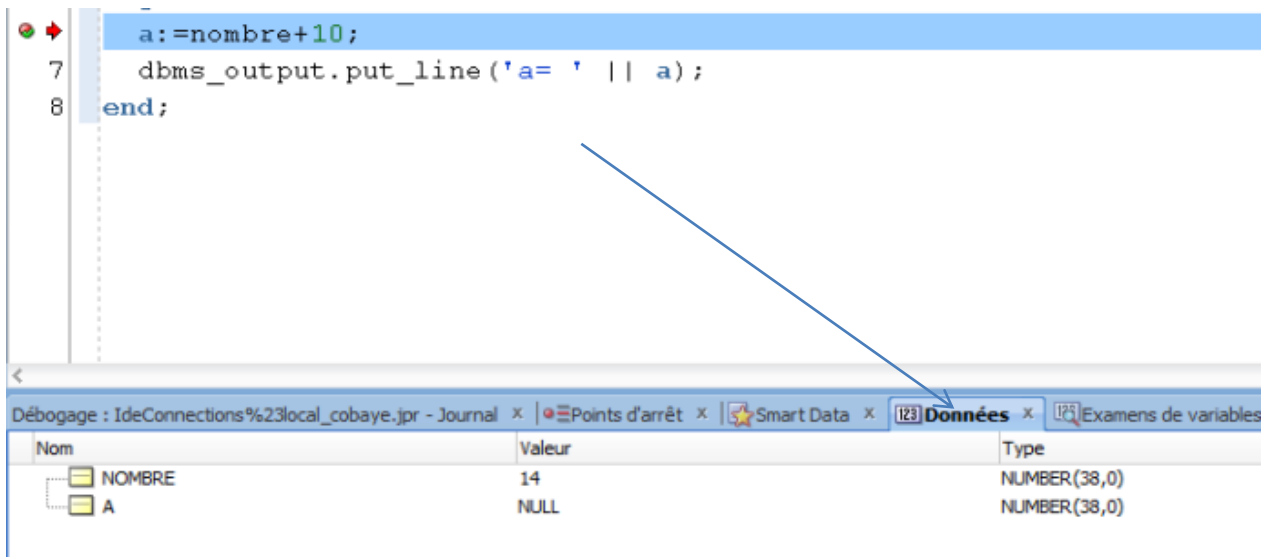 a:=nombre+10;
7 dbms_output.put_line('a= ' || a);
8 end;
Débogage : IdeConnections%23local_cobaye.jpr - Journal x Points d'arrêt x Smart Data x Données x Examens de variables
Nom Valeur Type
NOMBRE 14 NUMBER(38,0)
A NULL NUMBER(38,0)